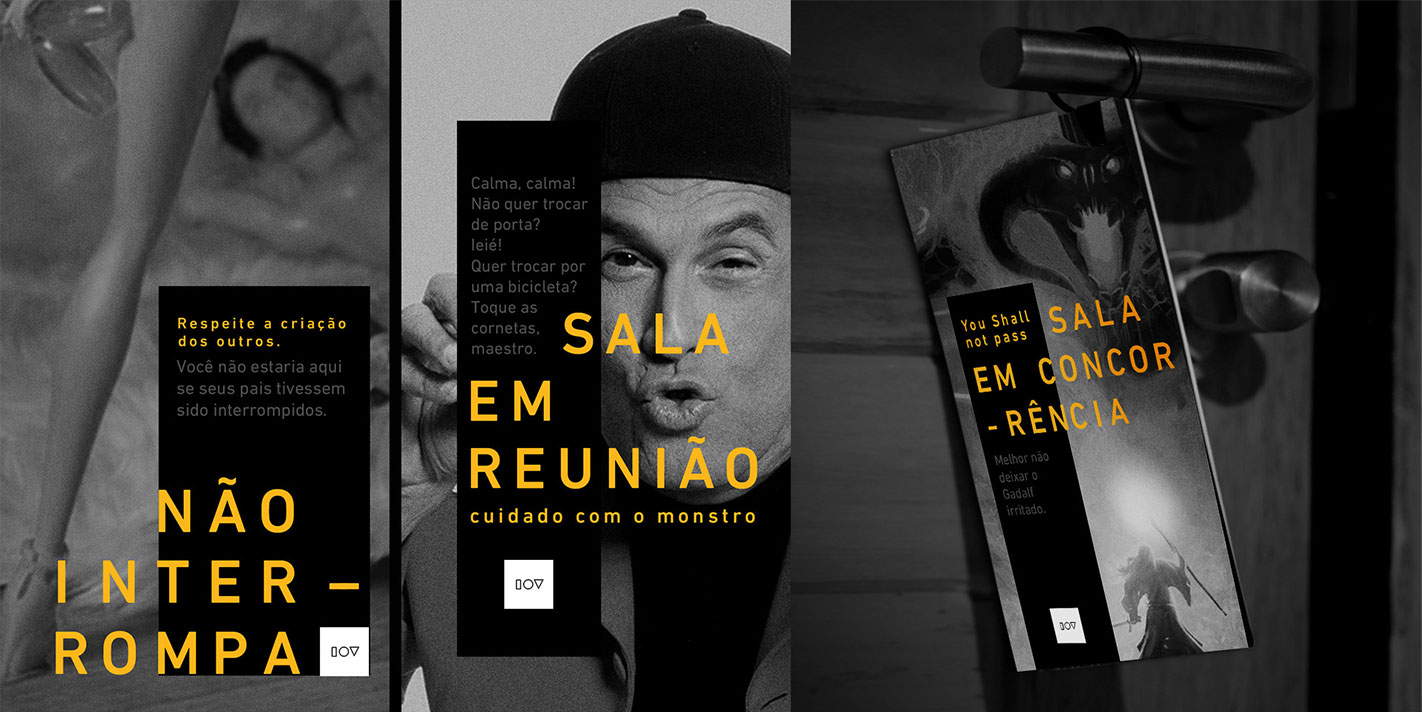 Respeite a criação
dos outros.
Você não estaria aqui
se seus pais tivessem
sido interrompidos.
NÃO
INTER-
ROMPA
Calma, calma!
Não quer trocar
de porta?
Ieié!
Quer trocar por
uma bicicleta?
Toque as
cornetas,
maestro.
SALA
EM
REUNIÃO
cuidado com o monstro
You Shall
not pass
SALA
EM CONCOR
-RÊNCIA
Melhor não
deixar o
Gadalf
irritado.